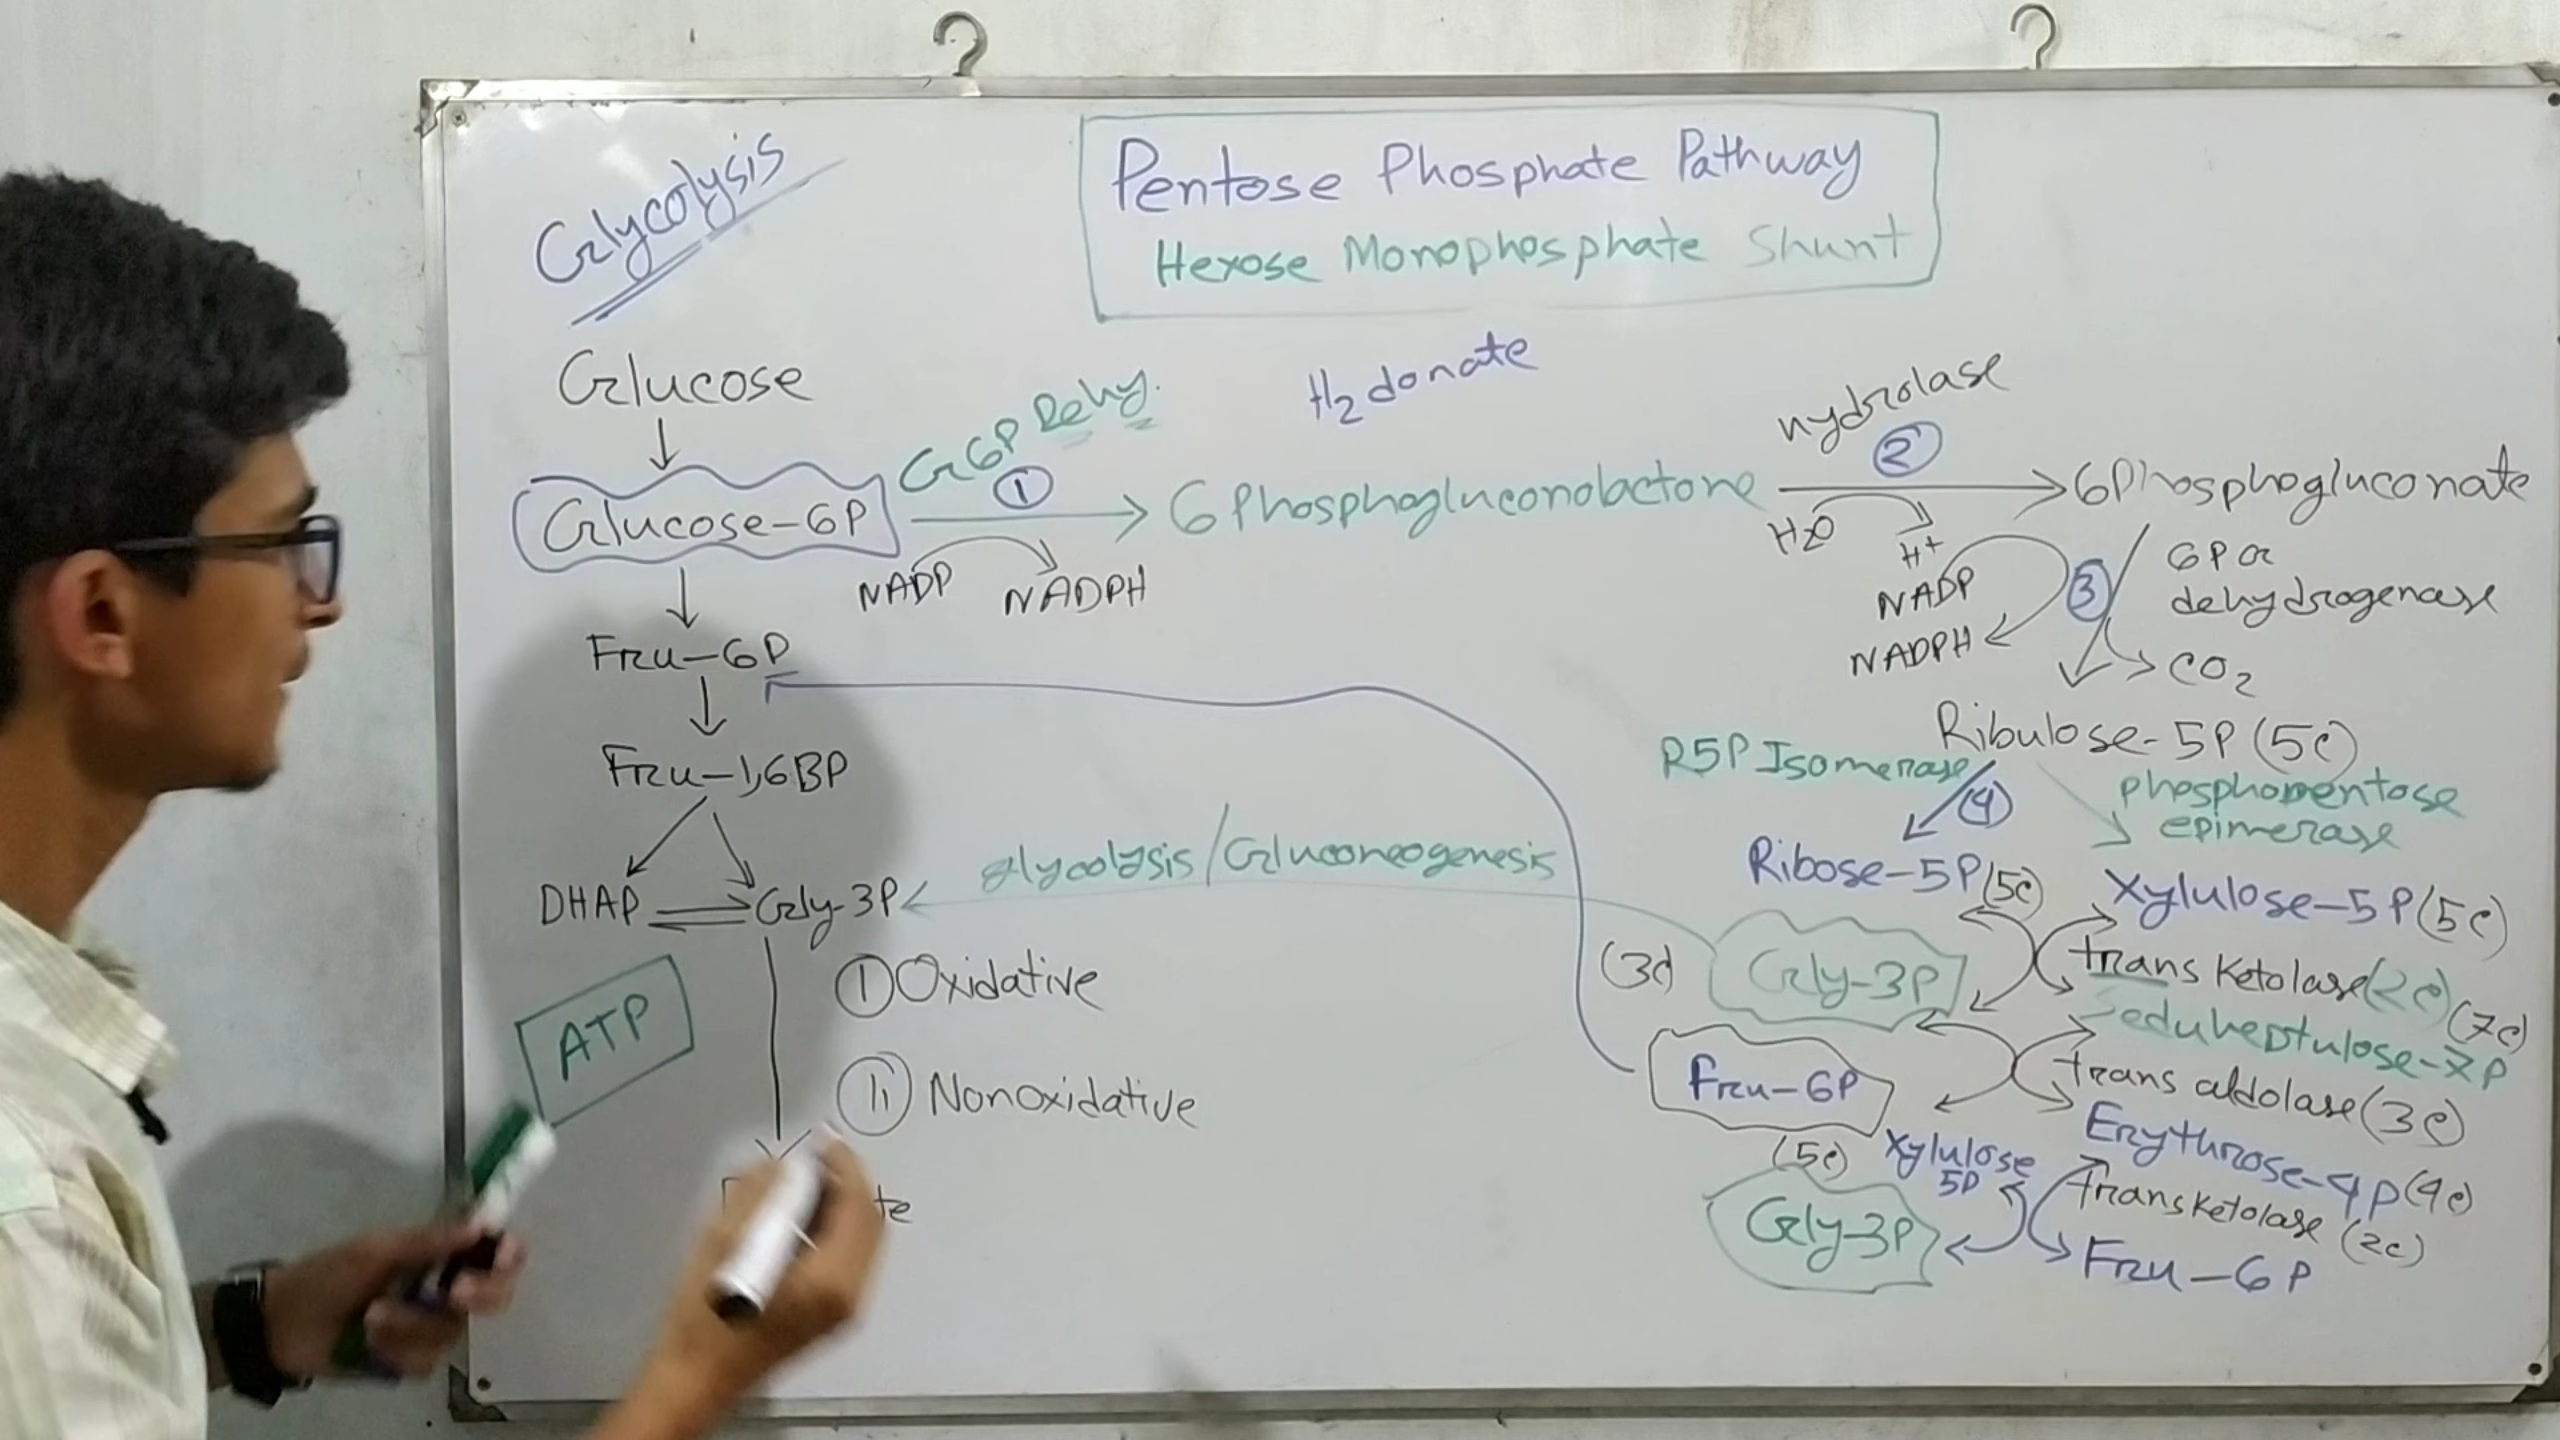 Glycolysis
Pentose Phosphate Pathway
Hexose Monophosphate Shunt
Glucose
G6P Dehy.
①
H2 donate
hydrolase
②
Glucose-6P
6 Phosphogluconolactone
6Phosphogluconate
NADP
NADPH
H2O
H+
NADP
NADPH
③
6P G
dehydrogenase
CO2
Fru-6P
Fru-1,6BP
DHAP
Gly-3P
glycolysis/Gluconeogenesis
ATP
① Oxidative
ⓘⓘ Nonoxidative
te
Ribulose-5P (5c)
R5P Isomerase
④
phosphopentose
epimerase
Ribose-5P (5c)
Xylulose-5P (5c)
(3c)
Gly-3P
trans ketolase (2c)
(7c)
Seduheptulose-7P
Fru-6P
trans aldolase (3c)
Erythrose-4P (4c)
(5c)
Xylulose
5P
Transketolase (2c)
Gly-3P
Fru-6P